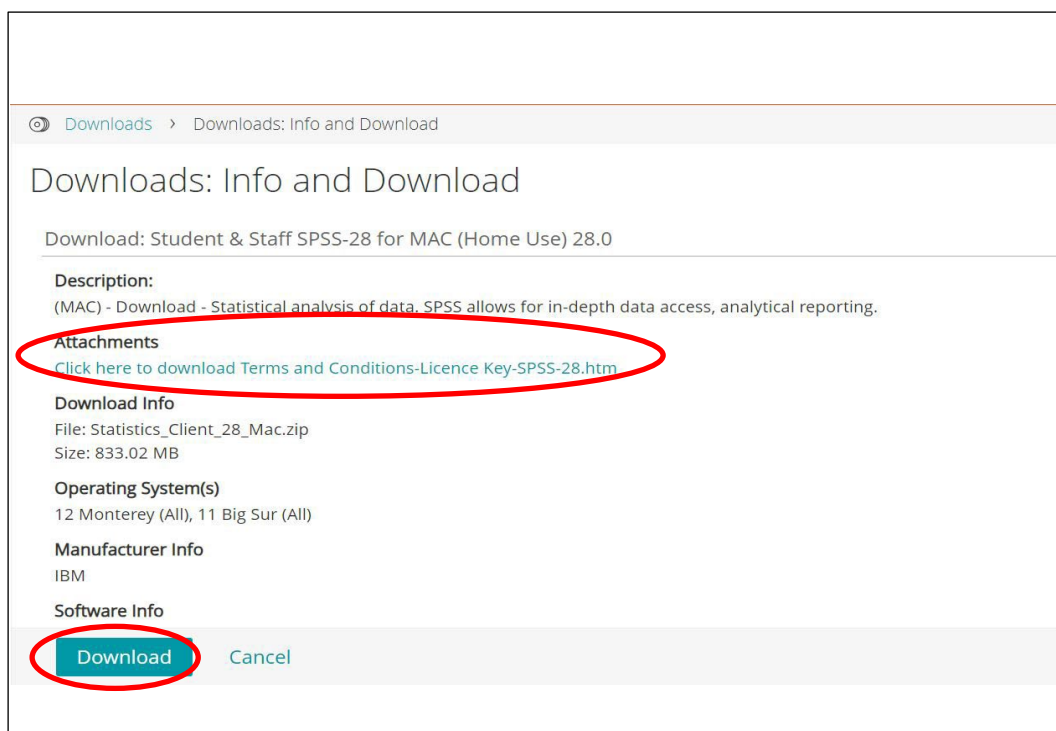 Downloads > Downloads: Info and Download
Downloads: Info and Download
Download: Student & Staff SPSS-28 for MAC (Home Use) 28.0
Description:
(MAC) - Download - Statistical analysis of data. SPSS allows for in-depth data access, analytical reporting.
Attachments
Click here to download Terms and Conditions-Licence Key-SPSS-28.htm
Download Info
File: Statistics_Client_28_Mac.zip
Size: 833.02 MB
Operating System(s)
12 Monterey (All), 11 Big Sur (All)
Manufacturer Info
IBM
Software Info
Download Cancel